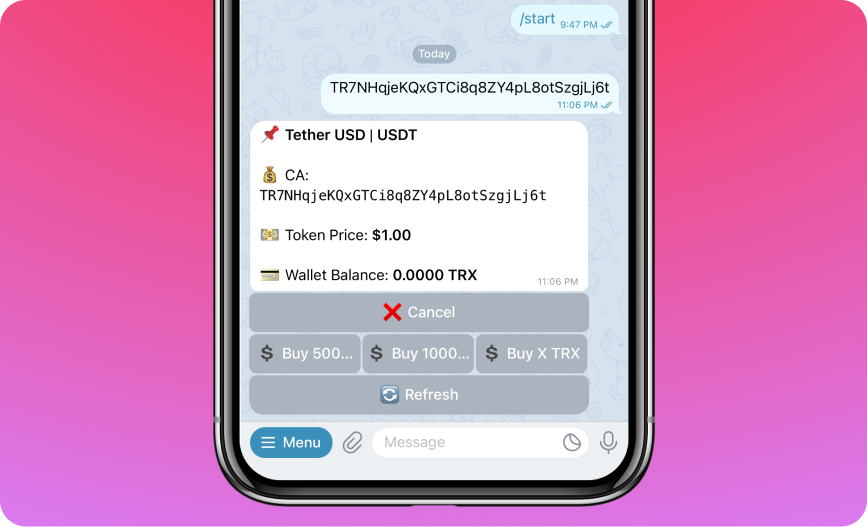 /start 9:47 PM
Today
TR7NHqjeKQxGTCi8q8ZY4pL8otSzgjLj6t
11:06 PM
Tether USD | USDT
CA:
TR7NHqjeKQxGTCi8q8ZY4pL8otSzgjLj6t
Token Price: $1.00
Wallet Balance: 0.0000 TRX
11:06 PM
Cancel
$ Buy 500... $ Buy 1000... $ Buy X TRX
Refresh
Menu Message